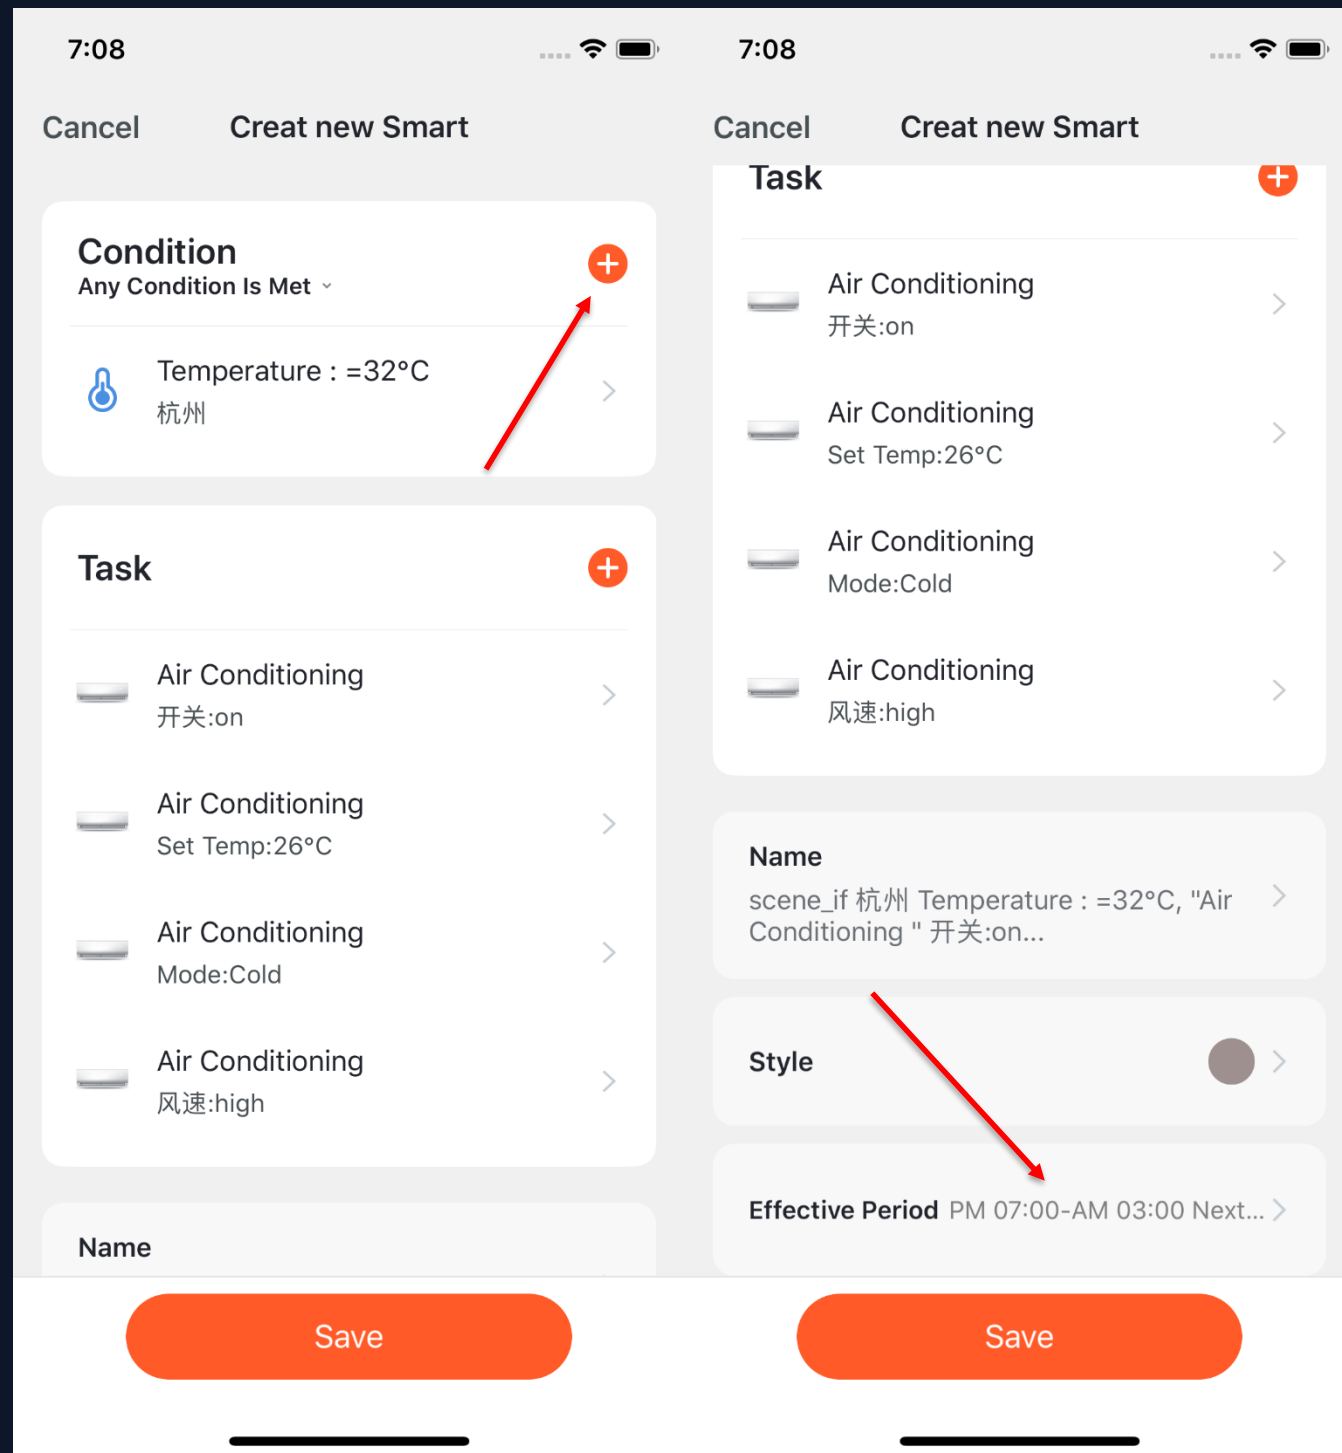 7:08
Cancel
Creat new Smart
Condition
Any Condition Is Met
Temperature : =32°C
杭州
Task
Air Conditioning
开关:on
Air Conditioning
Set Temp:26°C
Air Conditioning
Mode:Cold
Air Conditioning
风速:high
Name
Save
7:08
Cancel
Creat new Smart
Task
Air Conditioning
开关:on
Air Conditioning
Set Temp:26°C
Air Conditioning
Mode:Cold
Air Conditioning
风速:high
Name
scene_if 杭州 Temperature : =32°C, "Air
Conditioning " 开关:on...
Style
Effective Period PM 07:00-AM 03:00 Next...
Save